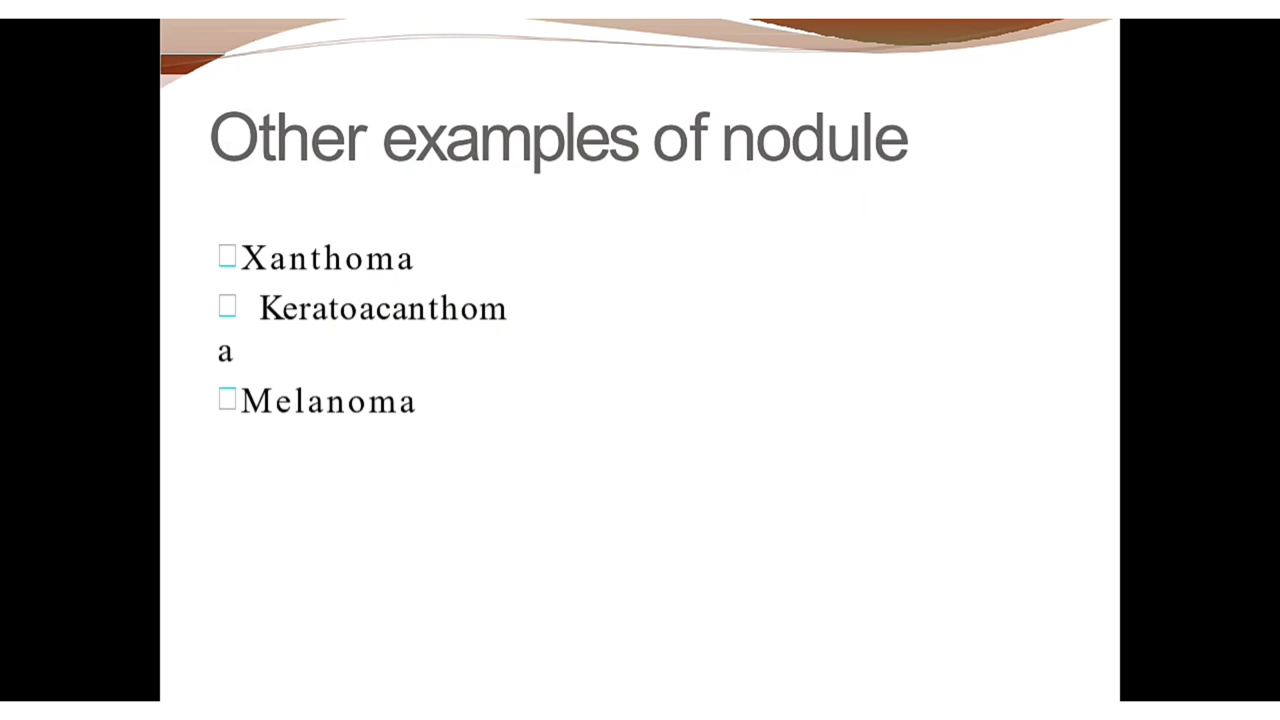 Other examples of nodule
Xanthoma
Keratoacanthom
a
Melanoma